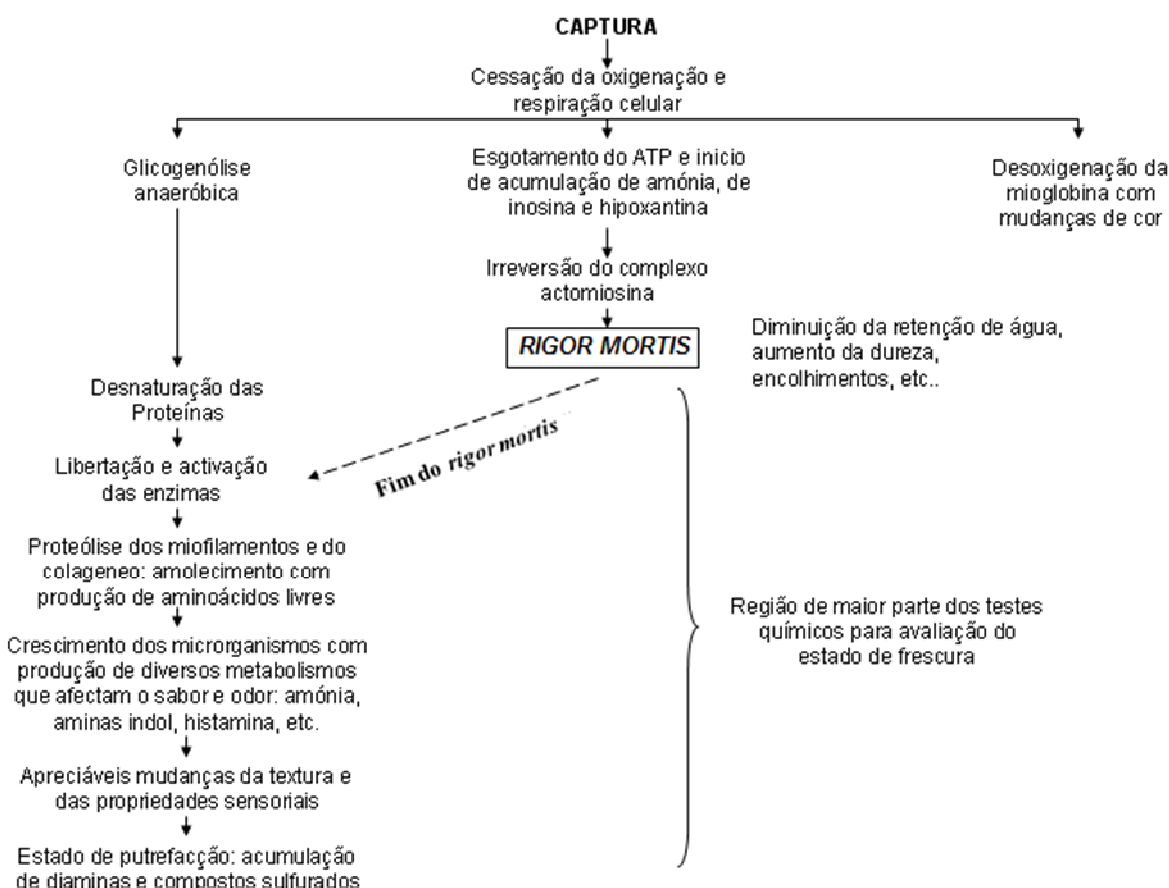 CAPTURA
Cessação da oxigenação e
respiração celular
Glicogenólise
anaeróbica
Esgotamento do ATP e inicio
de acumulação de amónia, de
inosina e hipoxantina
Desoxigenação da
mioglobina com
mudanças de cor
Irreversão do complexo
actomiosina
RIGOR MORTIS
Diminuição da retenção de água,
aumento da dureza,
encolhimentos, etc..
Desnaturação das
Proteínas
Fim do rigor mortis
Libertação e activação
das enzimas
Proteólise dos miofilamentos e do
colageneo: amolecimento com
produção de aminoácidos livres
Crescimento dos microrganismos com
produção de diversos metabolismos
que afectam o sabor e odor: amónia,
aminas indol, histamina, etc.
Região de maior parte dos testes
químicos para avaliação do
estado de frescura
Apreciáveis mudanças da textura e
das propriedades sensoriais
Estado de putrefacção: acumulação
de diaminas e compostos sulfurados